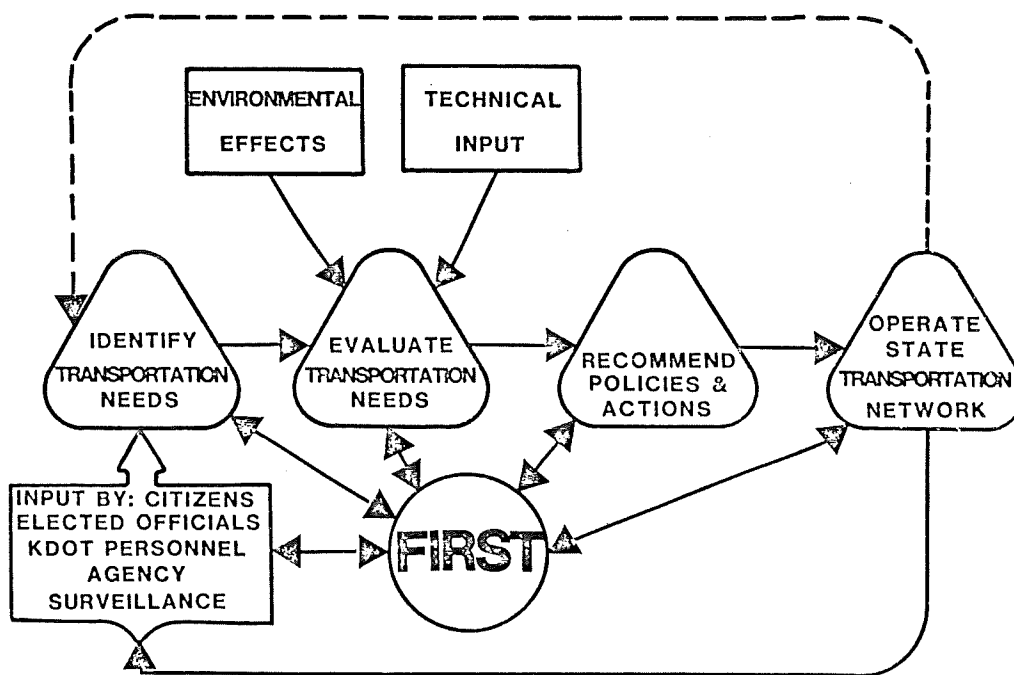 ENVIRONMENTAL
EFFECTS
TECHNICAL
INPUT
IDENTIFY
TRANSPORTATION
NEEDS
EVALUATE
TRANSPORTATION
NEEDS
RECOMMEND
POLICIES &
ACTIONS
OPERATE
STATE
TRANSPORTATION
NETWORK
INPUT BY: CITIZENS
ELECTED OFFICIALS
KDOT PERSONNEL
AGENCY
SURVEILLANCE
FIRST